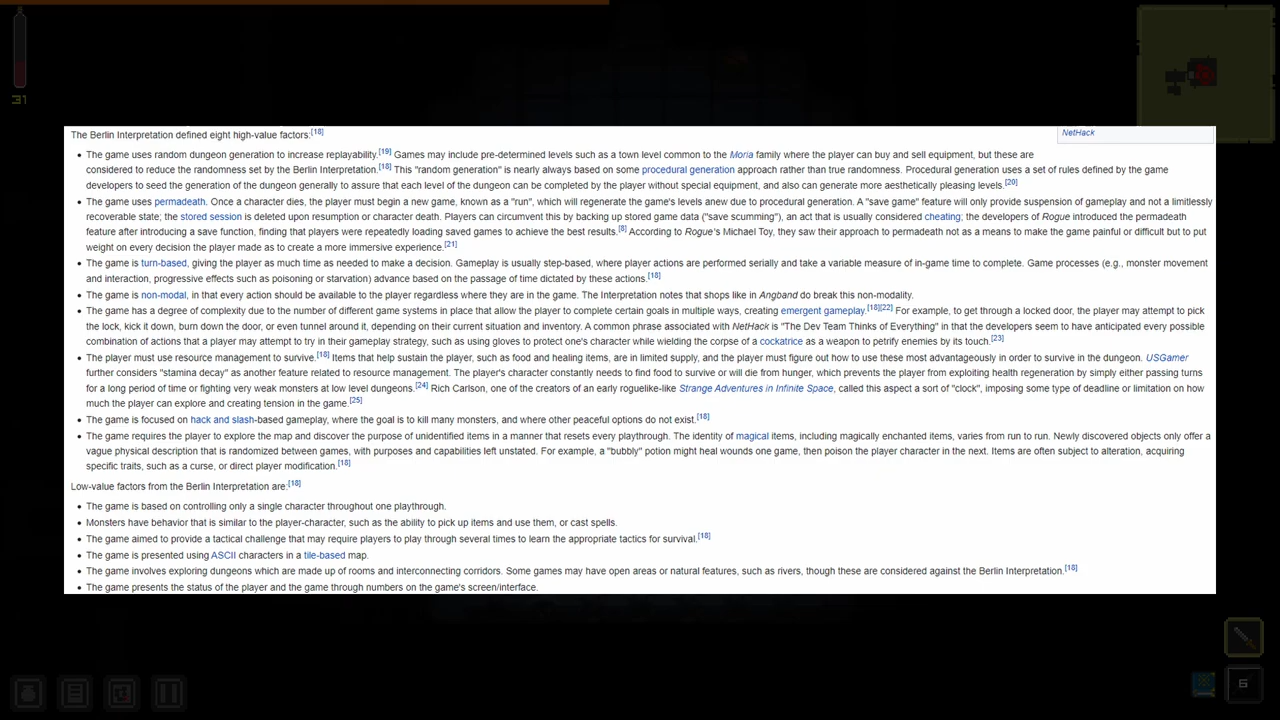 31
The Berlin Interpretation defined eight high-value factors:[18]
NetHack
• The game uses random dungeon generation to increase replayability.[19] Games may include pre-determined levels such as a town level common to the Moria family where the player can buy and sell equipment, but these are
considered to reduce the randomness set by the Berlin Interpretation.[18] This "random generation" is nearly always based on some procedural generation approach rather than true randomness. Procedural generation uses a set of rules defined by the game
developers to seed the generation of the dungeon generally to assure that each level of the dungeon can be completed by the player without special equipment, and also can generate more aesthetically pleasing levels.[20]
• The game uses permadeath. Once a character dies, the player must begin a new game, known as a "run", which will regenerate the game's levels anew due to procedural generation. A "save game" feature will only provide suspension of gameplay and not a limitlessly
recoverable state; the stored session is deleted upon resumption or character death. Players can circumvent this by backing up stored game data ("save scumming"), an act that is usually considered cheating; the developers of Rogue introduced the permadeath
feature after introducing a save function, finding that players were repeatedly loading saved games to achieve the best results.[8] According to Rogue's Michael Toy, they saw their approach to permadeath not as a means to make the game painful or difficult but to put
weight on every decision the player made as to create a more immersive experience.[21]
• The game is turn-based, giving the player as much time as needed to make a decision. Gameplay is usually step-based, where player actions are performed serially and take a variable measure of in-game time to complete. Game processes (e.g., monster movement
and interaction, progressive effects such as poisoning or starvation) advance based on the passage of time dictated by these actions.[18]
• The game is non-modal, in that every action should be available to the player regardless where they are in the game. The Interpretation notes that shops like in Angband do break this non-modality.
• The game has a degree of complexity due to the number of different game systems in place that allow the player to complete certain goals in multiple ways, creating emergent gameplay.[18][22] For example, to get through a locked door, the player may attempt to pick
the lock, kick it down, burn down the door, or even tunnel around it, depending on their current situation and inventory. A common phrase associated with NetHack is "The Dev Team Thinks of Everything" in that the developers seem to have anticipated every possible
combination of actions that a player may attempt to try in their gameplay strategy, such as using gloves to protect one's character while wielding the corpse of a cockatrice as a weapon to petrify enemies by its touch.[23]
• The player must use resource management to survive.[18] Items that help sustain the player, such as food and healing items, are in limited supply, and the player must figure out how to use these most advantageously in order to survive in the dungeon. USGamer
further considers "stamina decay" as another feature related to resource management. The player's character constantly needs to find food to survive or will die from hunger, which prevents the player from exploiting health regeneration by simply either passing turns
for a long period of time or fighting very weak monsters at low level dungeons.[24] Rich Carlson, one of the creators of an early roguelike-like Strange Adventures in Infinite Space, called this aspect a sort of "clock", imposing some type of deadline or limitation on how
much the player can explore and creating tension in the game.[25]
• The game is focused on hack and slash-based gameplay, where the goal is to kill many monsters, and where other peaceful options do not exist.[18]
• The game requires the player to explore the map and discover the purpose of unidentified items in a manner that resets every playthrough. The identity of magical items, including magically enchanted items, varies from run to run. Newly discovered objects only offer a
vague physical description that is randomized between games, with purposes and capabilities left unstated. For example, a "bubbly" potion might heal wounds one game, then poison the player character in the next. Items are often subject to alteration, acquiring
specific traits, such as a curse, or direct player modification.[18]
Low-value factors from the Berlin Interpretation are:[18]
• The game is based on controlling only a single character throughout one playthrough.
• Monsters have behavior that is similar to the player-character, such as the ability to pick up items and use them, or cast spells.
• The game aimed to provide a tactical challenge that may require players to play through several times to learn the appropriate tactics for survival.[18]
• The game is presented using ASCII characters in a tile-based map.
• The game involves exploring dungeons which are made up of rooms and interconnecting corridors. Some games may have open areas or natural features, such as rivers, though these are considered against the Berlin Interpretation.[18]
• The game presents the status of the player and the game through numbers on the game's screen/interface.
6